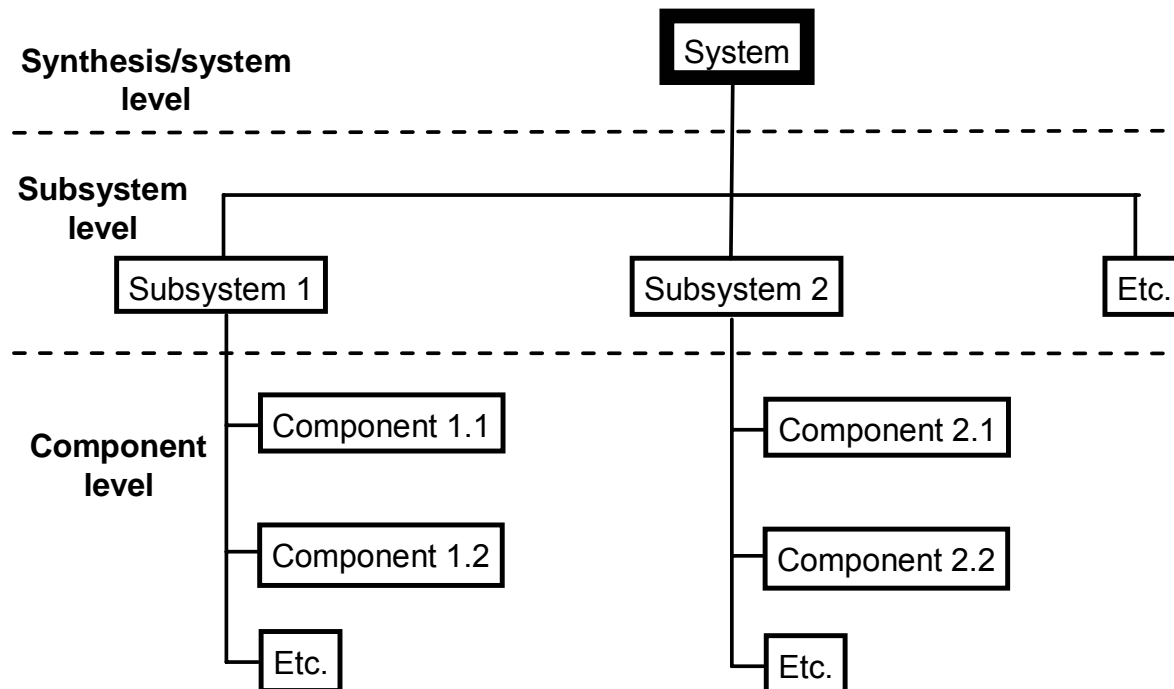 Synthesis/system
level
System
Subsystem
level
Subsystem 1
Subsystem 2
Etc.
Component
level
Component 1.1
Component 2.1
Component 1.2
Component 2.2
Etc.
Etc.